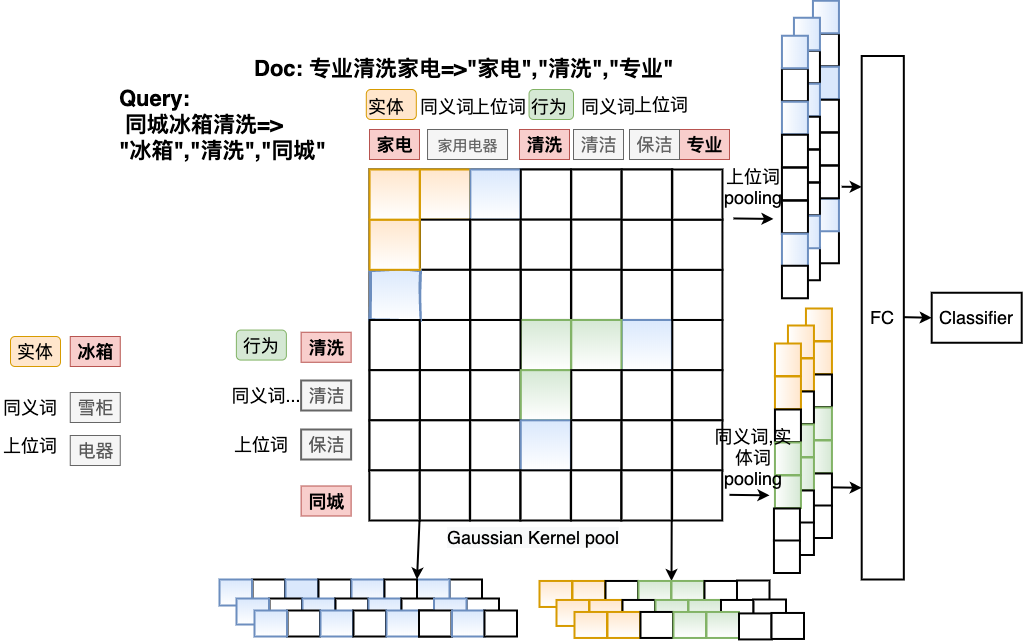 Doc: 专业清洗家电=>"家电","清洗","专业"
Query:
同城冰箱清洗=>
"冰箱","清洗","同城"
实体 同义词上位词 行为 同义词上位词
家电 家用电器 清洗 清洁 保洁 专业
上位词
pooling
实体 冰箱
同义词 雪柜
上位词 电器
行为 清洗
同义词... 清洁
上位词 保洁
同城
同义词,实
体词
pooling
Gaussian Kernel pool
FC
Classifier